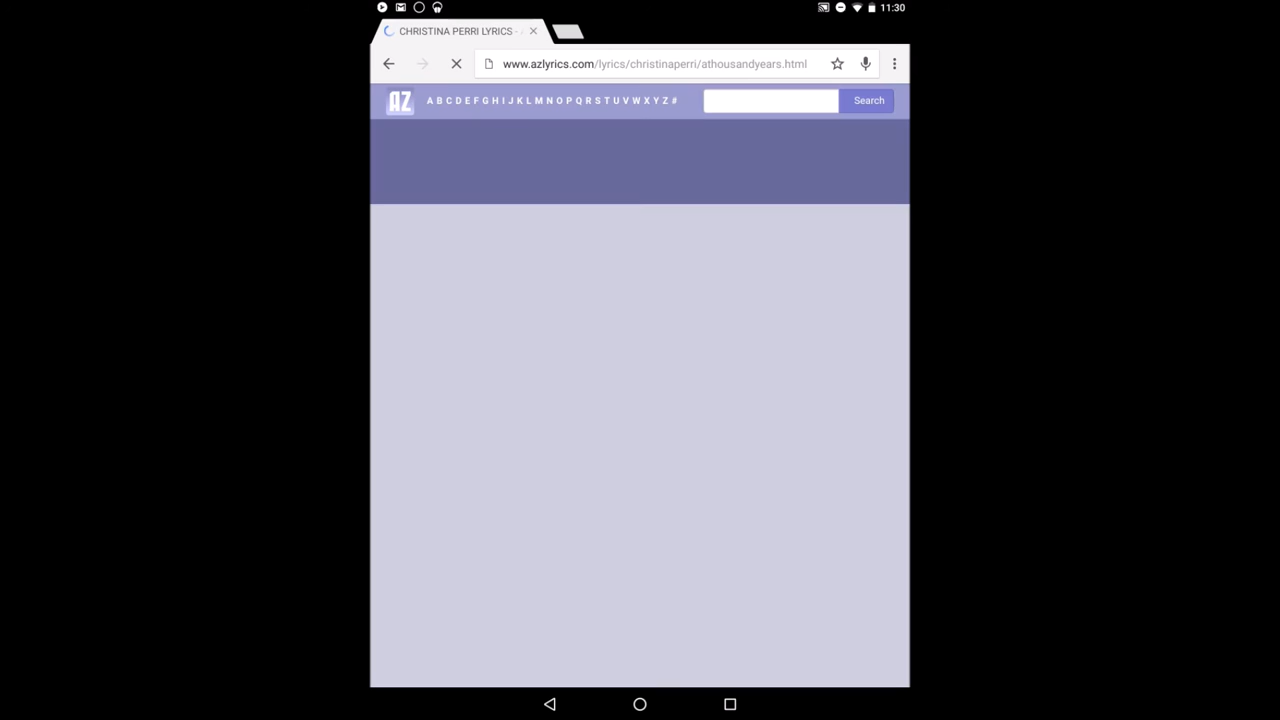 11:30
CHRISTINA PERRI LYRICS -
www.azlyrics.com/lyrics/christinaperri/athousandyears.html
AZ
A B C D E F G H I J K L M N O P Q R S T U V W X Y Z #
Search